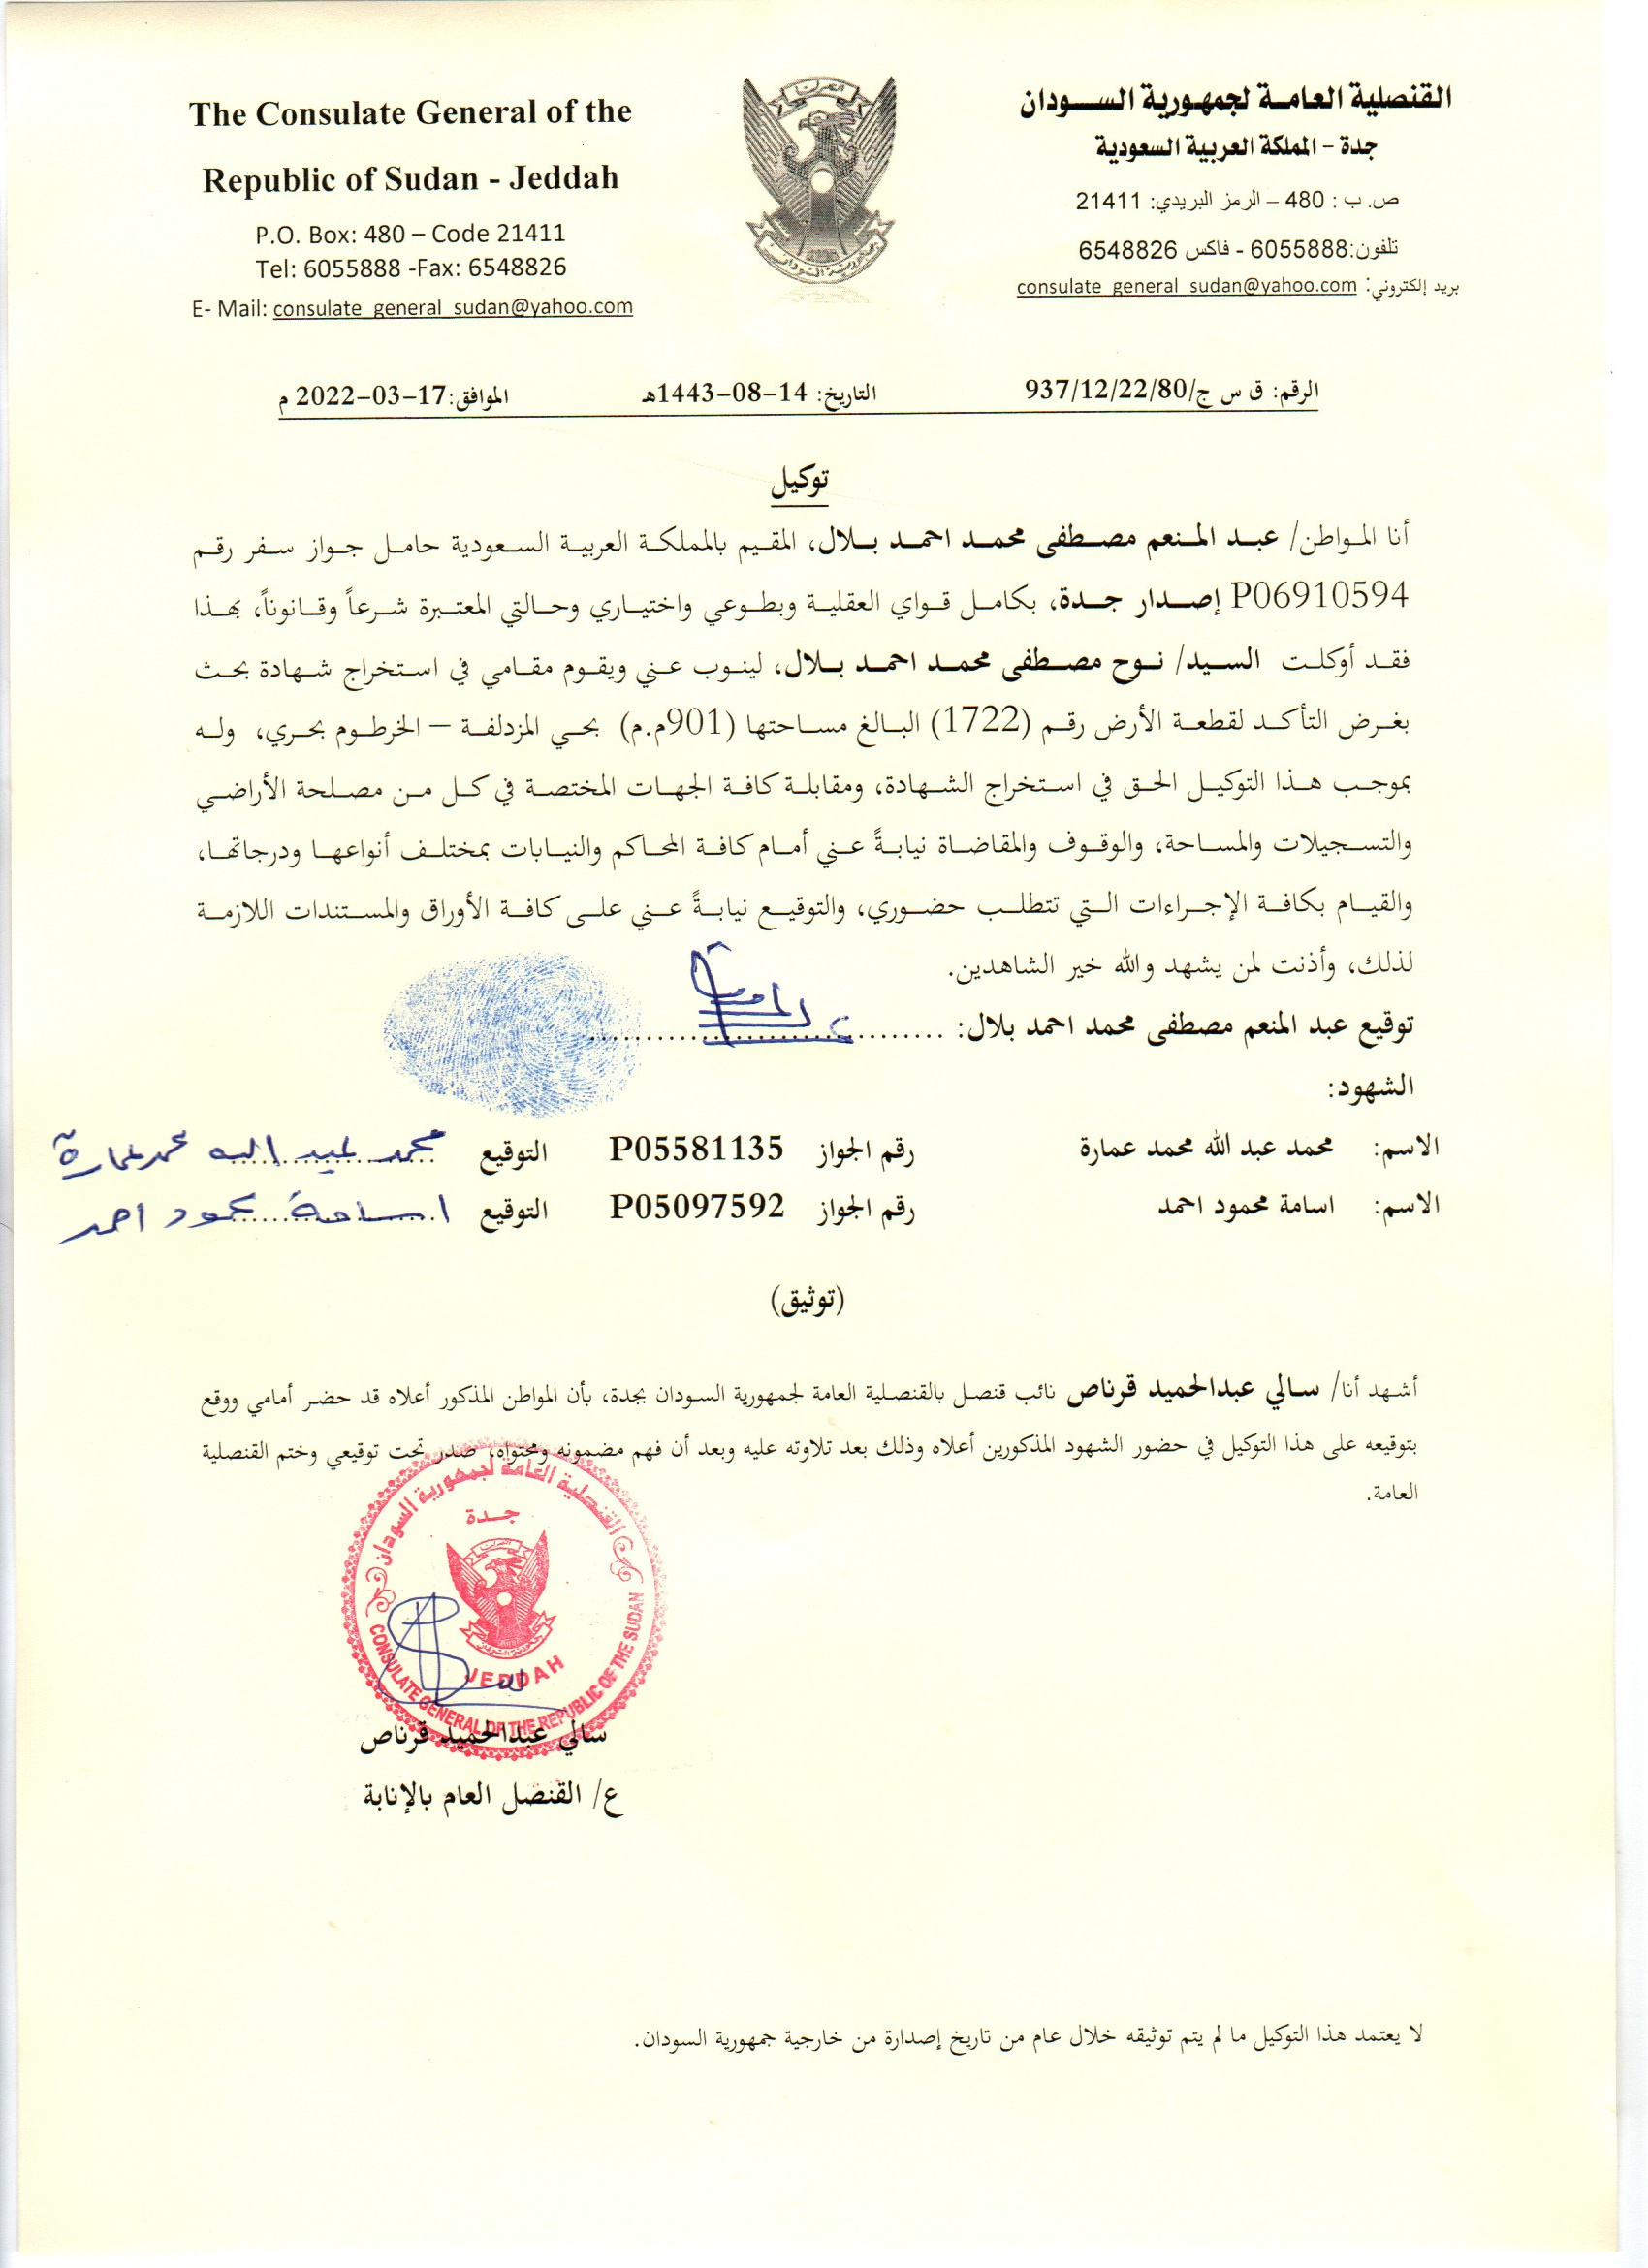 The Consulate General of the
Republic of Sudan - Jeddah
P.O. Box: 480 – Code 21411
Tel: 6055888 -Fax: 6548826
E- Mail: consulate_general_sudan@yahoo.com
القنصلية العامة لجمهورية السودان
جدة – المملكة العربية السعودية
ص. ب : 480 – الرمز البريدي: 21411
تلفون:6055888 - فاكس 6548826
بريد إلكتروني: consulate_general_sudan@yahoo.com
الرقم: ق س ج/937/12/22/80 التاريخ: 14-08-1443هـ الموافق:17-03-2022 م
توكيل
أنا المواطن/ عبد المنعم مصطفى محمد احمد بلال، المقيم بالمملكة العربية السعودية حامل جواز سفر رقم
P06910594 إصدار جدة، بكامل قواي العقلية وبطوعي واختياري وحالتي المعتبرة شرعاً وقانوناً، بهذا
فقد أوكلت السيد/ نوح مصطفى محمد احمد بلال، لينوب عني ويقوم مقامي في استخراج شهادة بحث
بغرض التأكد لقطعة الأرض رقم (1722) البالغ مساحتها (901م.م) بحي المزدلفة – الخرطوم بحري، وله
بموجب هذا التوكيل الحق في استخراج الشهادة، ومقابلة كافة الجهات المختصة في كل من مصلحة الأراضي
والتسجيلات والمساحة، والوقوف والمقاضاة نيابةً عني أمام كافة المحاكم والنيابات بمختلف أنواعها ودرجاتها،
والقيام بكافة الإجراءات التي تتطلب حضوري، والتوقيع نيابةً عني على كافة الأوراق والمستندات اللازمة
لذلك، وأذنت لمن يشهد والله خير الشاهدين.
توقيع عبد المنعم مصطفى محمد احمد بلال: ................................
الشهود:
الاسم: محمد عبد الله محمد عمارة رقم الجواز P05581135 التوقيع محمد عبد الله محمد عمارة
الاسم: اسامة محمود احمد رقم الجواز P05097592 التوقيع اسامة محمود احمد
(توثيق)
أشهد أنا/ سالي عبدالحميد قرناص نائب قنصل بالقنصلية العامة لجمهورية السودان بجدة، بأن المواطن المذكور أعلاه قد حضر أمامي ووقع
بتوقيعه على هذا التوكيل في حضور الشهود المذكورين أعلاه وذلك بعد تلاوته عليه وبعد أن فهم مضمونه ومحتواه، صدر تحت توقيعي وختم القنصلية
العامة.
القنصلية العامة لجمهورية السودان
جدة
JEDDAH
CONSULATE GENERAL OF THE REPUBLIC OF THE SUDAN
سالي عبدالحميد قرناص
ع/ القنصل العام بالإنابة
لا يعتمد هذا التوكيل ما لم يتم توثيقه خلال عام من تاريخ إصدارة من خارجية جمهورية السودان.